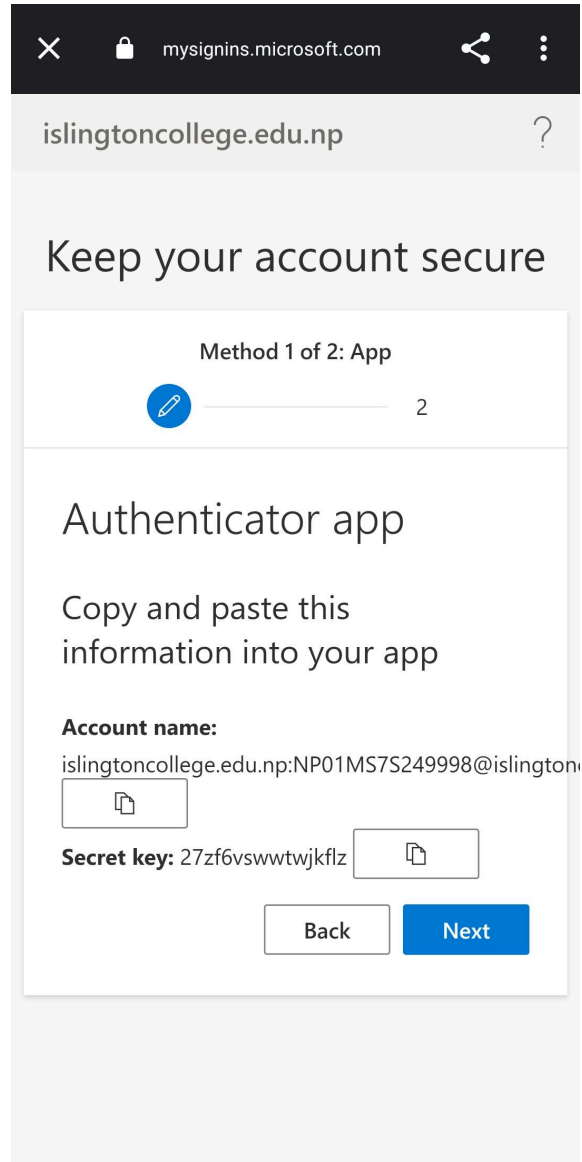 mysignins.microsoft.com
islingtoncollege.edu.np
Keep your account secure
Method 1 of 2: App
2
Authenticator app
Copy and paste this
information into your app
Account name:
islingtoncollege.edu.np:NP01MS7S249998@islington
Secret key: 27zf6vswwtwjkflz
Back Next